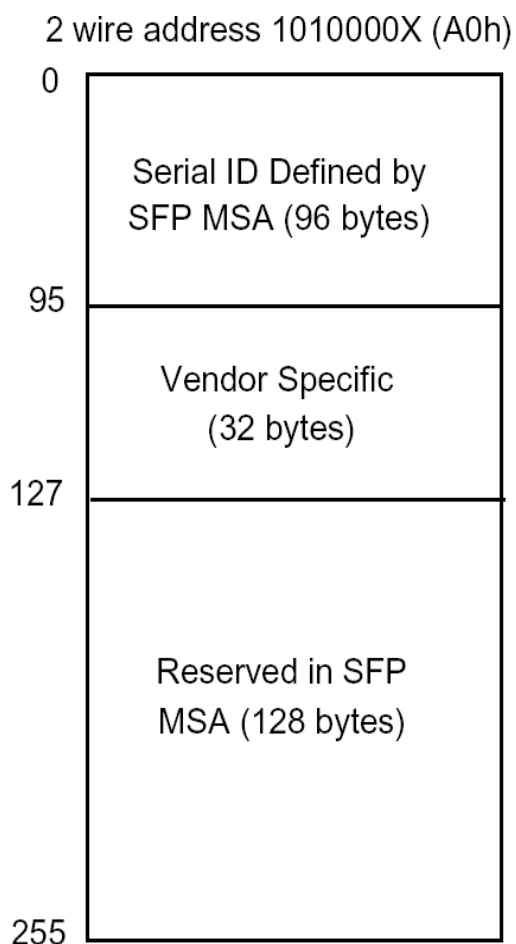 2 wire address 1010000X (A0h)
0
Serial ID Defined by
SFP MSA (96 bytes)
95
Vendor Specific
(32 bytes)
127
Reserved in SFP
MSA (128 bytes)
255